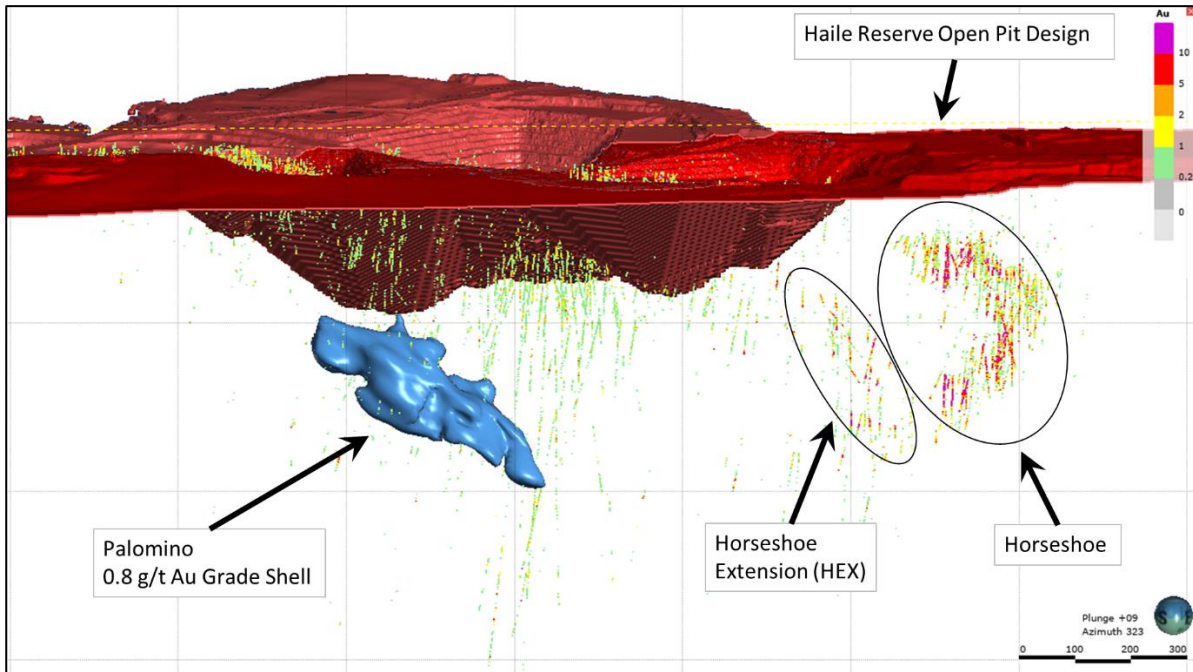 Haile Reserve Open Pit Design
Au
10
5
2
1
0.2
0
Palomino
0.8 g/t Au Grade Shell
Horseshoe
Extension (HEX)
Horseshoe
Plunge +09
Azimuth 323
S E
0 100 200 300